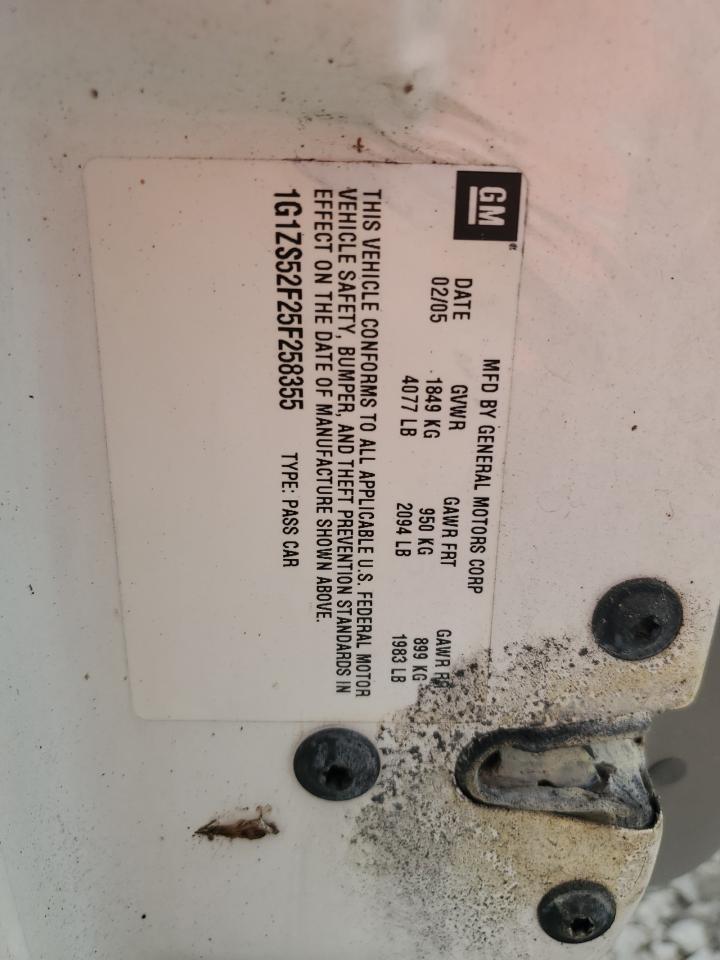 GM
MFD BY GENERAL MOTORS CORP
DATE GVWR GAWR FRT GAWR RR
02/05 1849 KG 950 KG 899 KG
4077 LB 2094 LB 1983 LB
THIS VEHICLE CONFORMS TO ALL APPLICABLE U.S. FEDERAL MOTOR
VEHICLE SAFETY, BUMPER, AND THEFT PREVENTION STANDARDS IN
EFFECT ON THE DATE OF MANUFACTURE SHOWN ABOVE.
1G1ZS52F25F258355 TYPE: PASS CAR